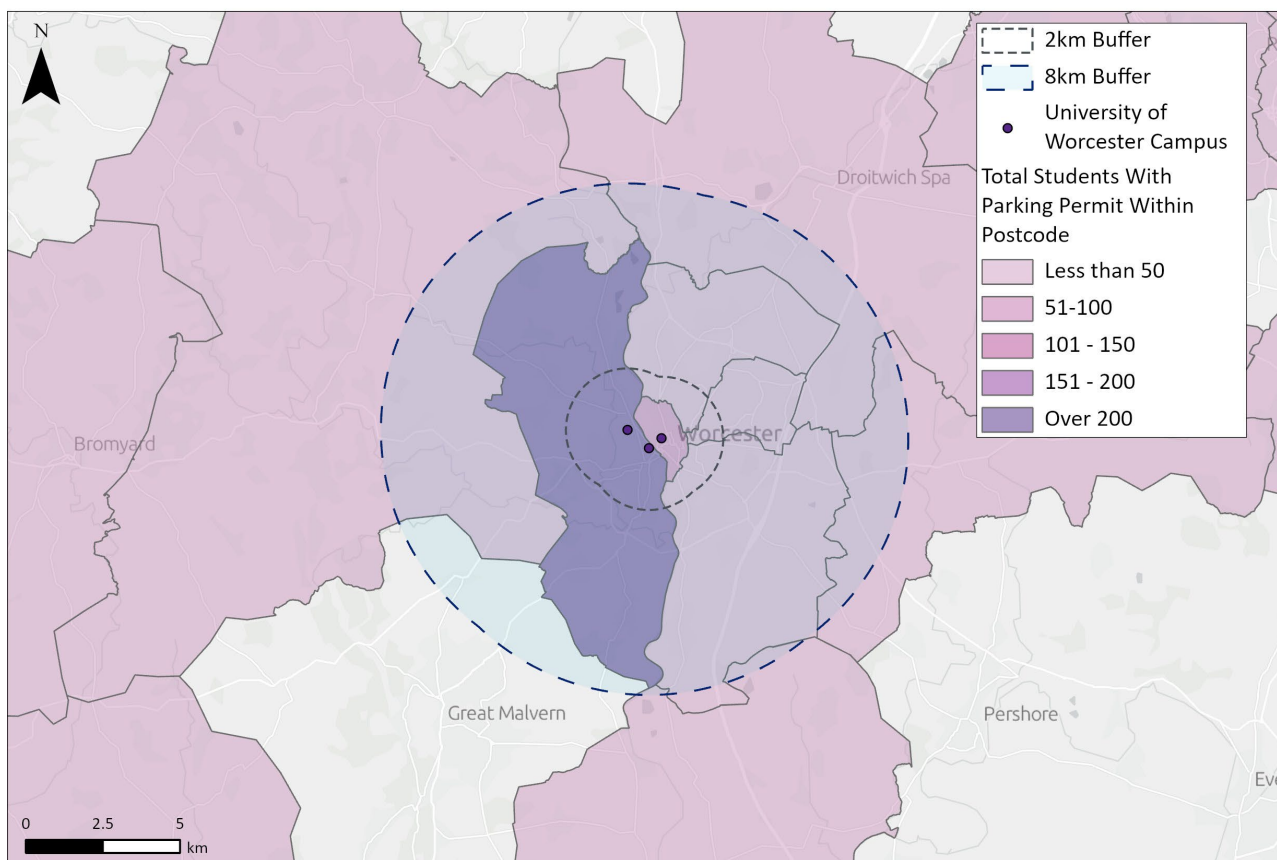 N
2km Buffer
8km Buffer
University of
Worcester Campus
Total Students With
Parking Permit Within
Postcode
Less than 50
51-100
101 - 150
151 - 200
Over 200
Droitwich Spa
Bromyard
Worcester
Great Malvern
Pershore
Eve
0 2.5 5
km